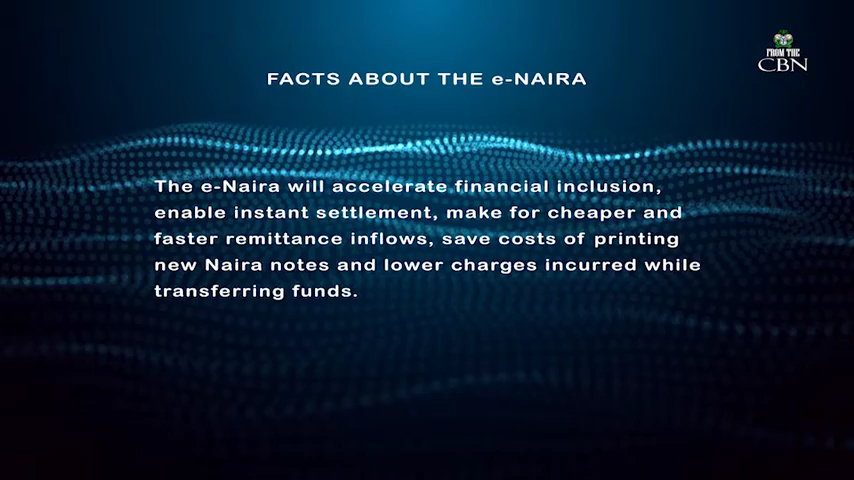 FROM THE
CBN
FACTS ABOUT THE e-NAIRA
The e-Naira will accelerate financial inclusion,
enable instant settlement, make for cheaper and
faster remittance inflows, save costs of printing
new Naira notes and lower charges incurred while
transferring funds.